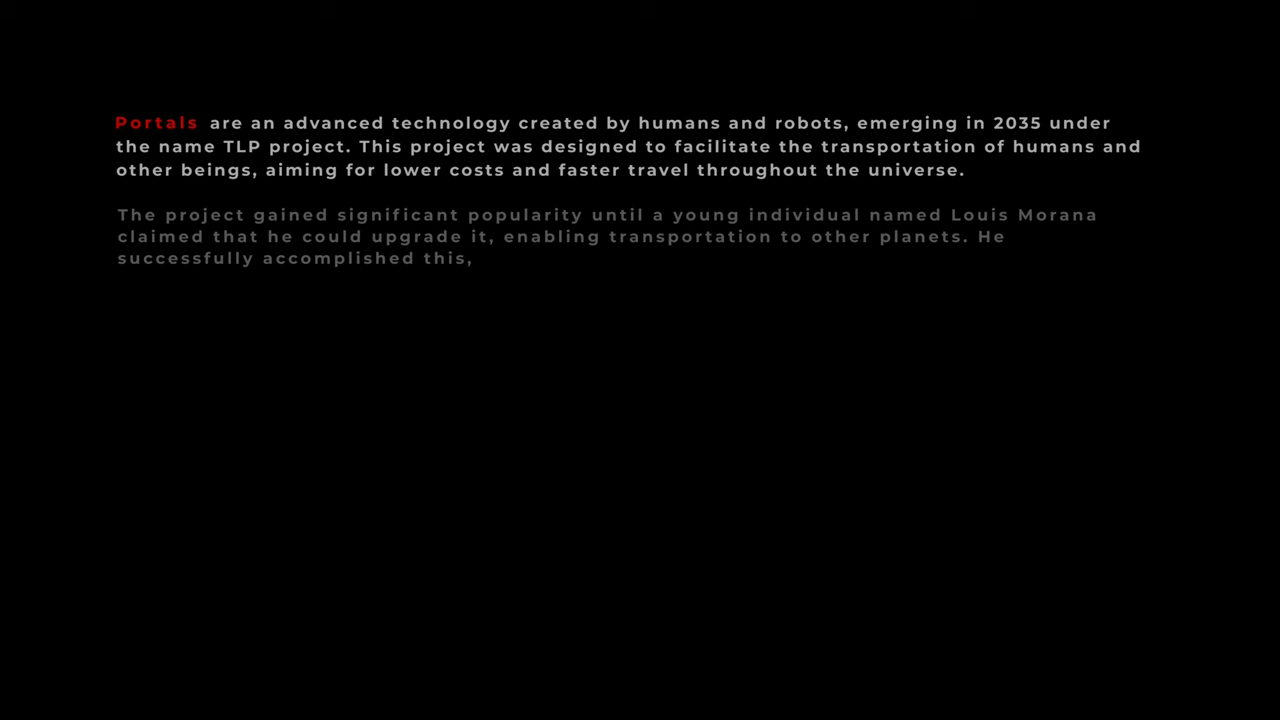 Portals are an advanced technology created by humans and robots, emerging in 2035 under
the name TLP project. This project was designed to facilitate the transportation of humans and
other beings, aiming for lower costs and faster travel throughout the universe.
The project gained significant popularity until a young individual named Louis Morana
claimed that he could upgrade it, enabling transportation to other planets. He
successfully accomplished this,